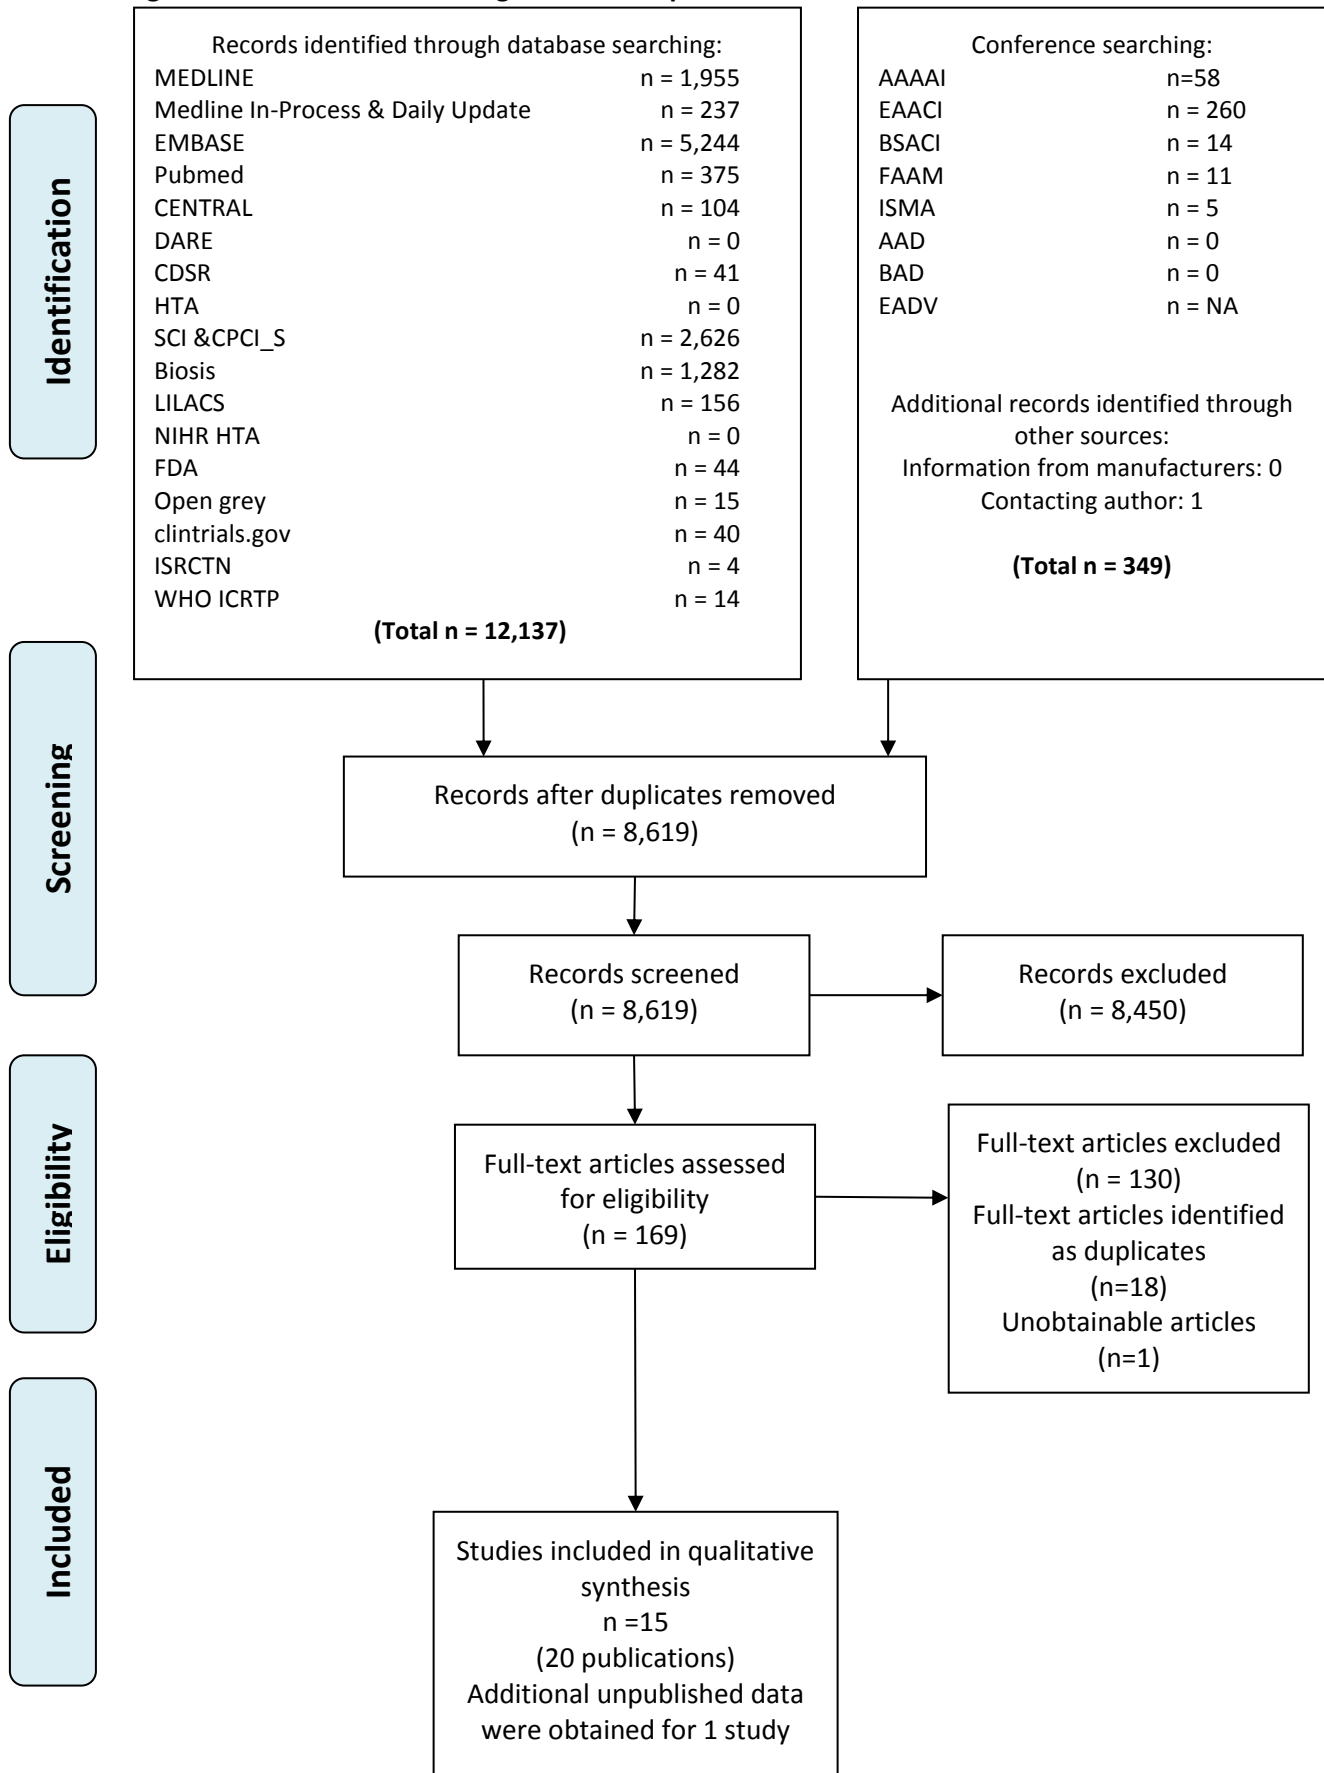 Identification
Records identified through database searching:
MEDLINE n = 1,955
Medline In-Process & Daily Update n = 237
EMBASE n = 5,244
Pubmed n = 375
CENTRAL n = 104
DARE n = 0
CDSR n = 41
HTA n = 0
SCI &CPCI_S n = 2,626
Biosis n = 1,282
LILACS n = 156
NIHR HTA n = 0
FDA n = 44
Open grey n = 15
clintrials.gov n = 40
ISRCTN n = 4
WHO ICRTP n = 14
(Total n = 12,137)
Conference searching:
AAAAI n=58
EAACI n = 260
BSACI n = 14
FAAM n = 11
ISMA n = 5
AAD n = 0
BAD n = 0
EADV n = NA
Additional records identified through
other sources:
Information from manufacturers: 0
Contacting author: 1
(Total n = 349)
Screening
Records after duplicates removed
(n = 8,619)
Records screened
(n = 8,619)
Records excluded
(n = 8,450)
Eligibility
Full-text articles assessed
for eligibility
(n = 169)
Full-text articles excluded
(n = 130)
Full-text articles identified
as duplicates
(n=18)
Unobtainable articles
(n=1)
Included
Studies included in qualitative
synthesis
n =15
(20 publications)
Additional unpublished data
were obtained for 1 study